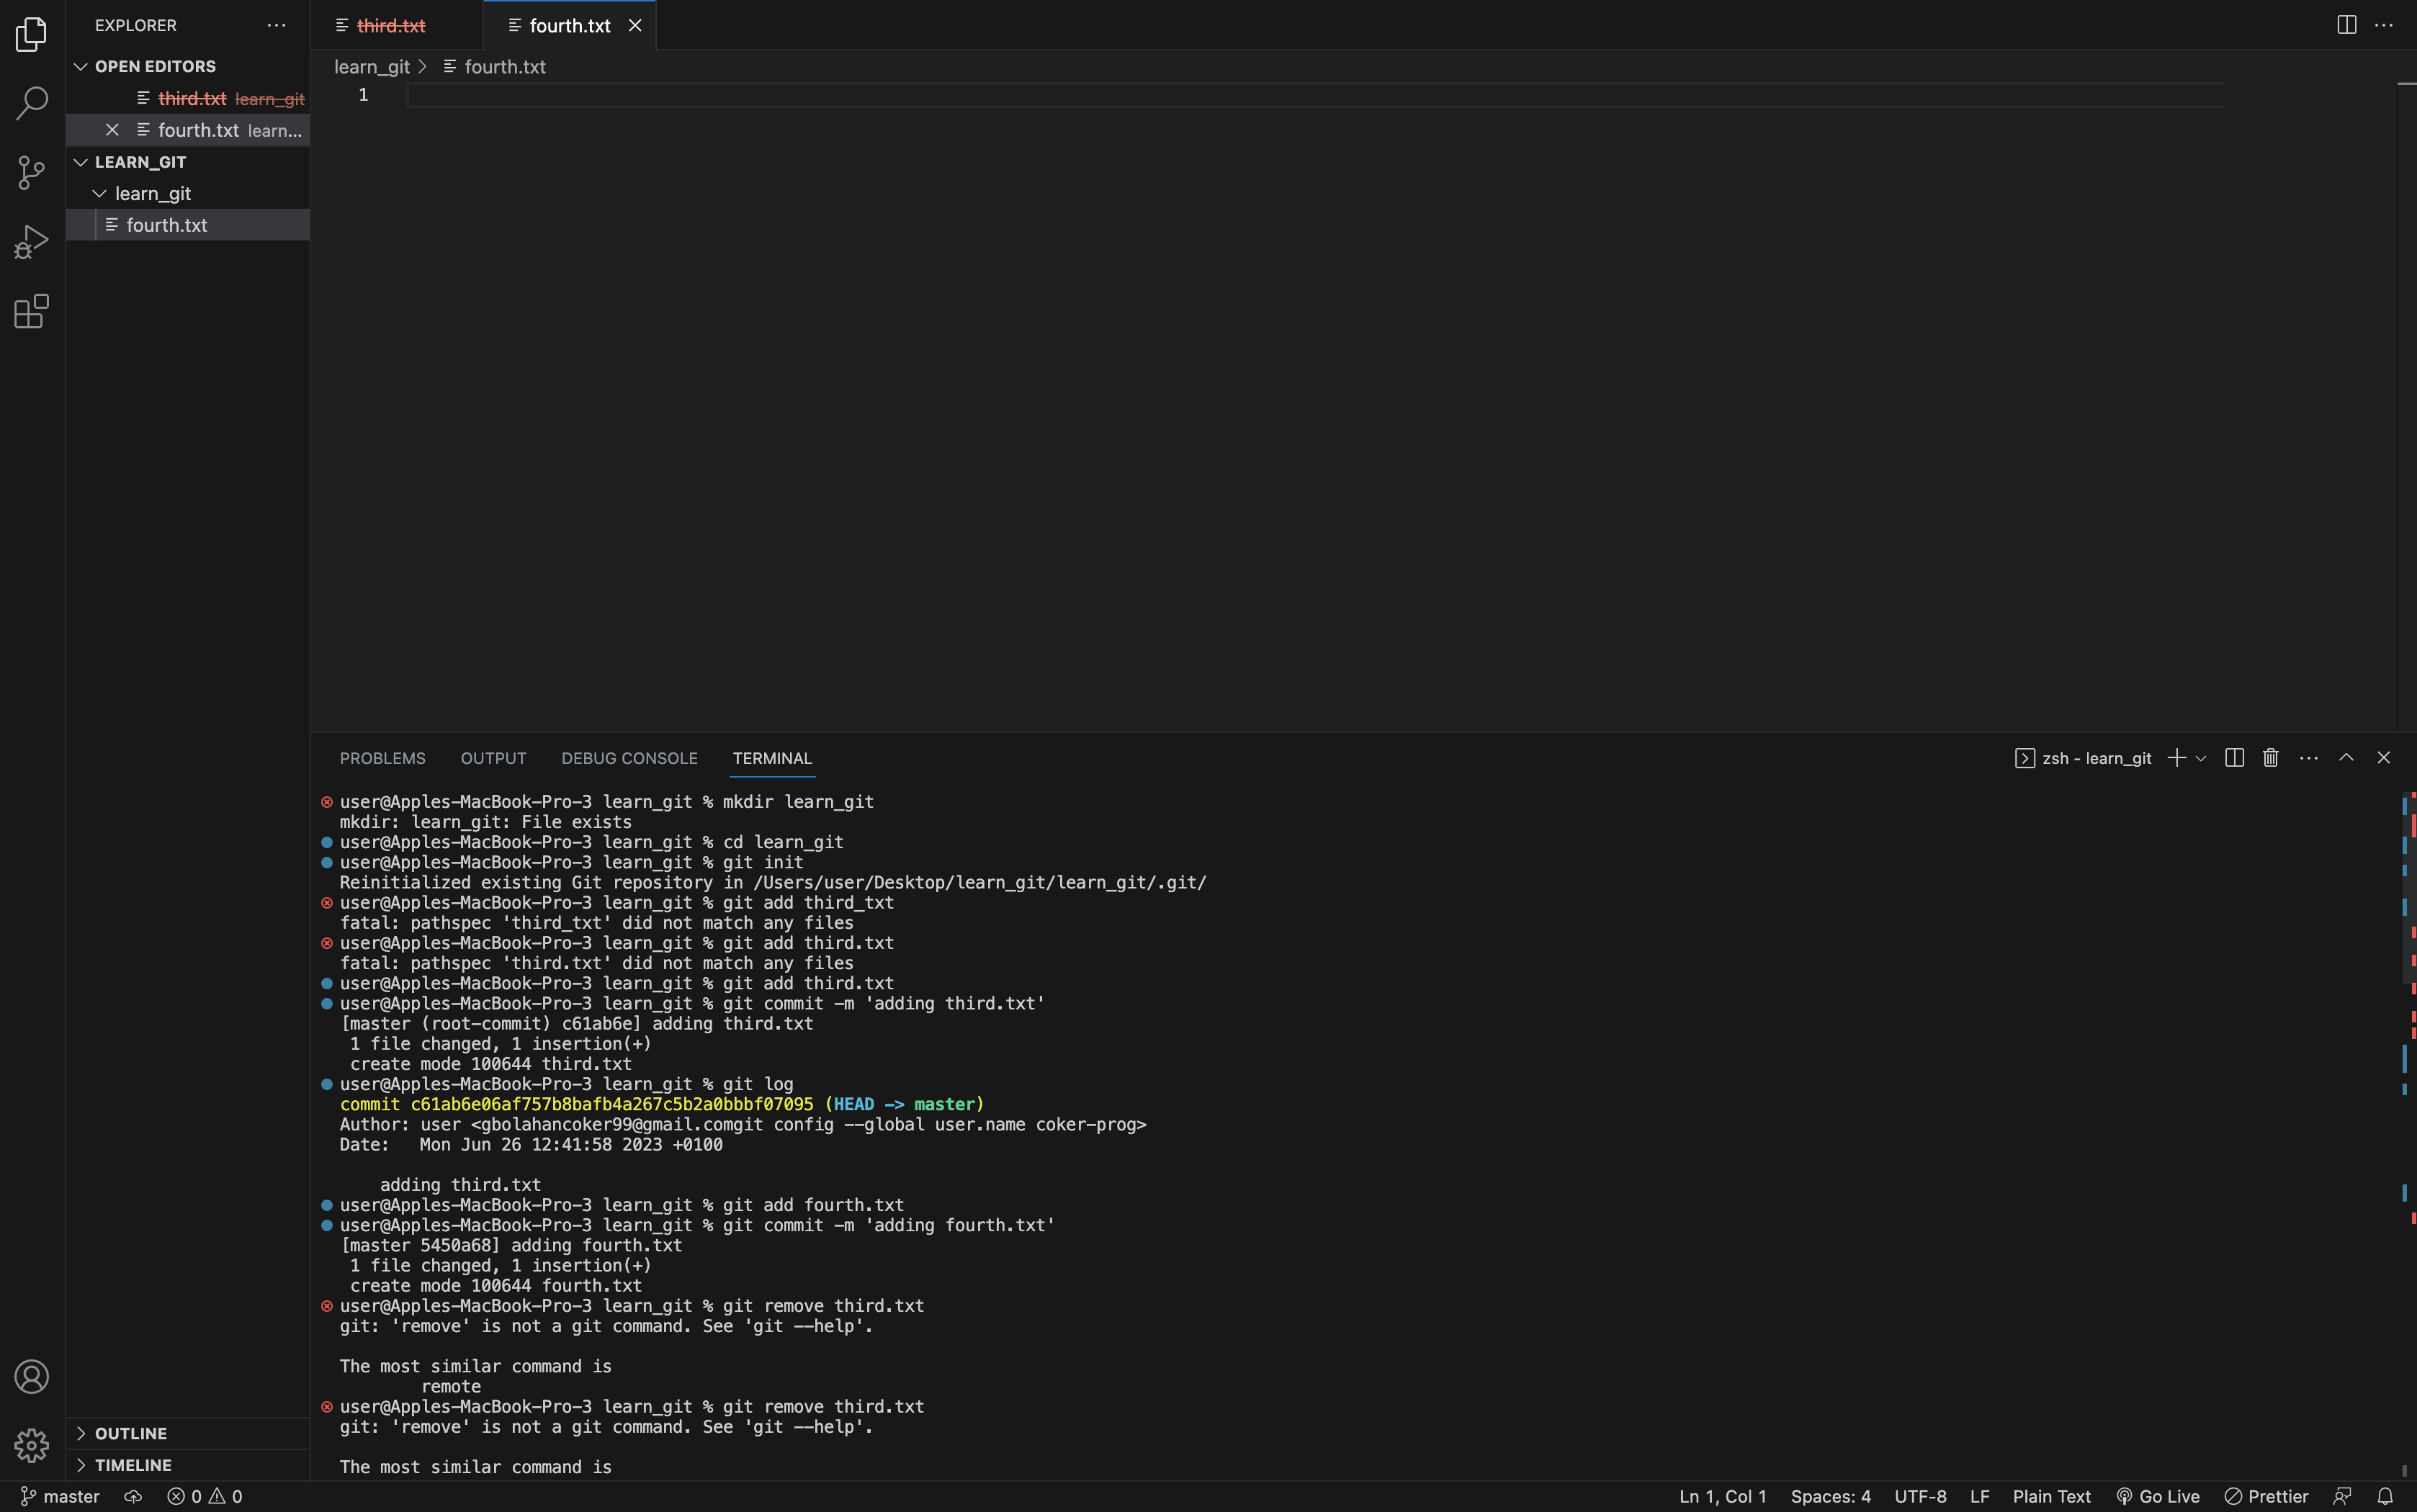 EXPLORER
OPEN EDITORS
third.txt learn_git
fourth.txt learn...
LEARN_GIT
learn_git
fourth.txt
OUTLINE
TIMELINE
third.txt
fourth.txt
learn_git > fourth.txt
1
PROBLEMS OUTPUT DEBUG CONSOLE TERMINAL
zsh - learn_git
user@Apples-MacBook-Pro-3 learn_git % mkdir learn_git
mkdir: learn_git: File exists
user@Apples-MacBook-Pro-3 learn_git % cd learn_git
user@Apples-MacBook-Pro-3 learn_git % git init
Reinitialized existing Git repository in /Users/user/Desktop/learn_git/learn_git/.git/
user@Apples-MacBook-Pro-3 learn_git % git add third_txt
fatal: pathspec 'third_txt' did not match any files
user@Apples-MacBook-Pro-3 learn_git % git add third.txt
fatal: pathspec 'third.txt' did not match any files
user@Apples-MacBook-Pro-3 learn_git % git add third.txt
user@Apples-MacBook-Pro-3 learn_git % git commit -m 'adding third.txt'
[master (root-commit) c61ab6e] adding third.txt
1 file changed, 1 insertion(+)
create mode 100644 third.txt
user@Apples-MacBook-Pro-3 learn_git % git log
commit c61ab6e06af757b8bafb4a267c5b2a0bbbf07095 (HEAD -> master)
Author: user <gbolahancoker99@gmail.comgit config --global user.name coker-prog>
Date: Mon Jun 26 12:41:58 2023 +0100
adding third.txt
user@Apples-MacBook-Pro-3 learn_git % git add fourth.txt
user@Apples-MacBook-Pro-3 learn_git % git commit -m 'adding fourth.txt'
[master 5450a68] adding fourth.txt
1 file changed, 1 insertion(+)
create mode 100644 fourth.txt
user@Apples-MacBook-Pro-3 learn_git % git remove third.txt
git: 'remove' is not a git command. See 'git --help'.
The most similar command is
remote
user@Apples-MacBook-Pro-3 learn_git % git remove third.txt
git: 'remove' is not a git command. See 'git --help'.
The most similar command is
master 0 0
Ln 1, Col 1 Spaces: 4 UTF-8 LF Plain Text Go Live Prettier